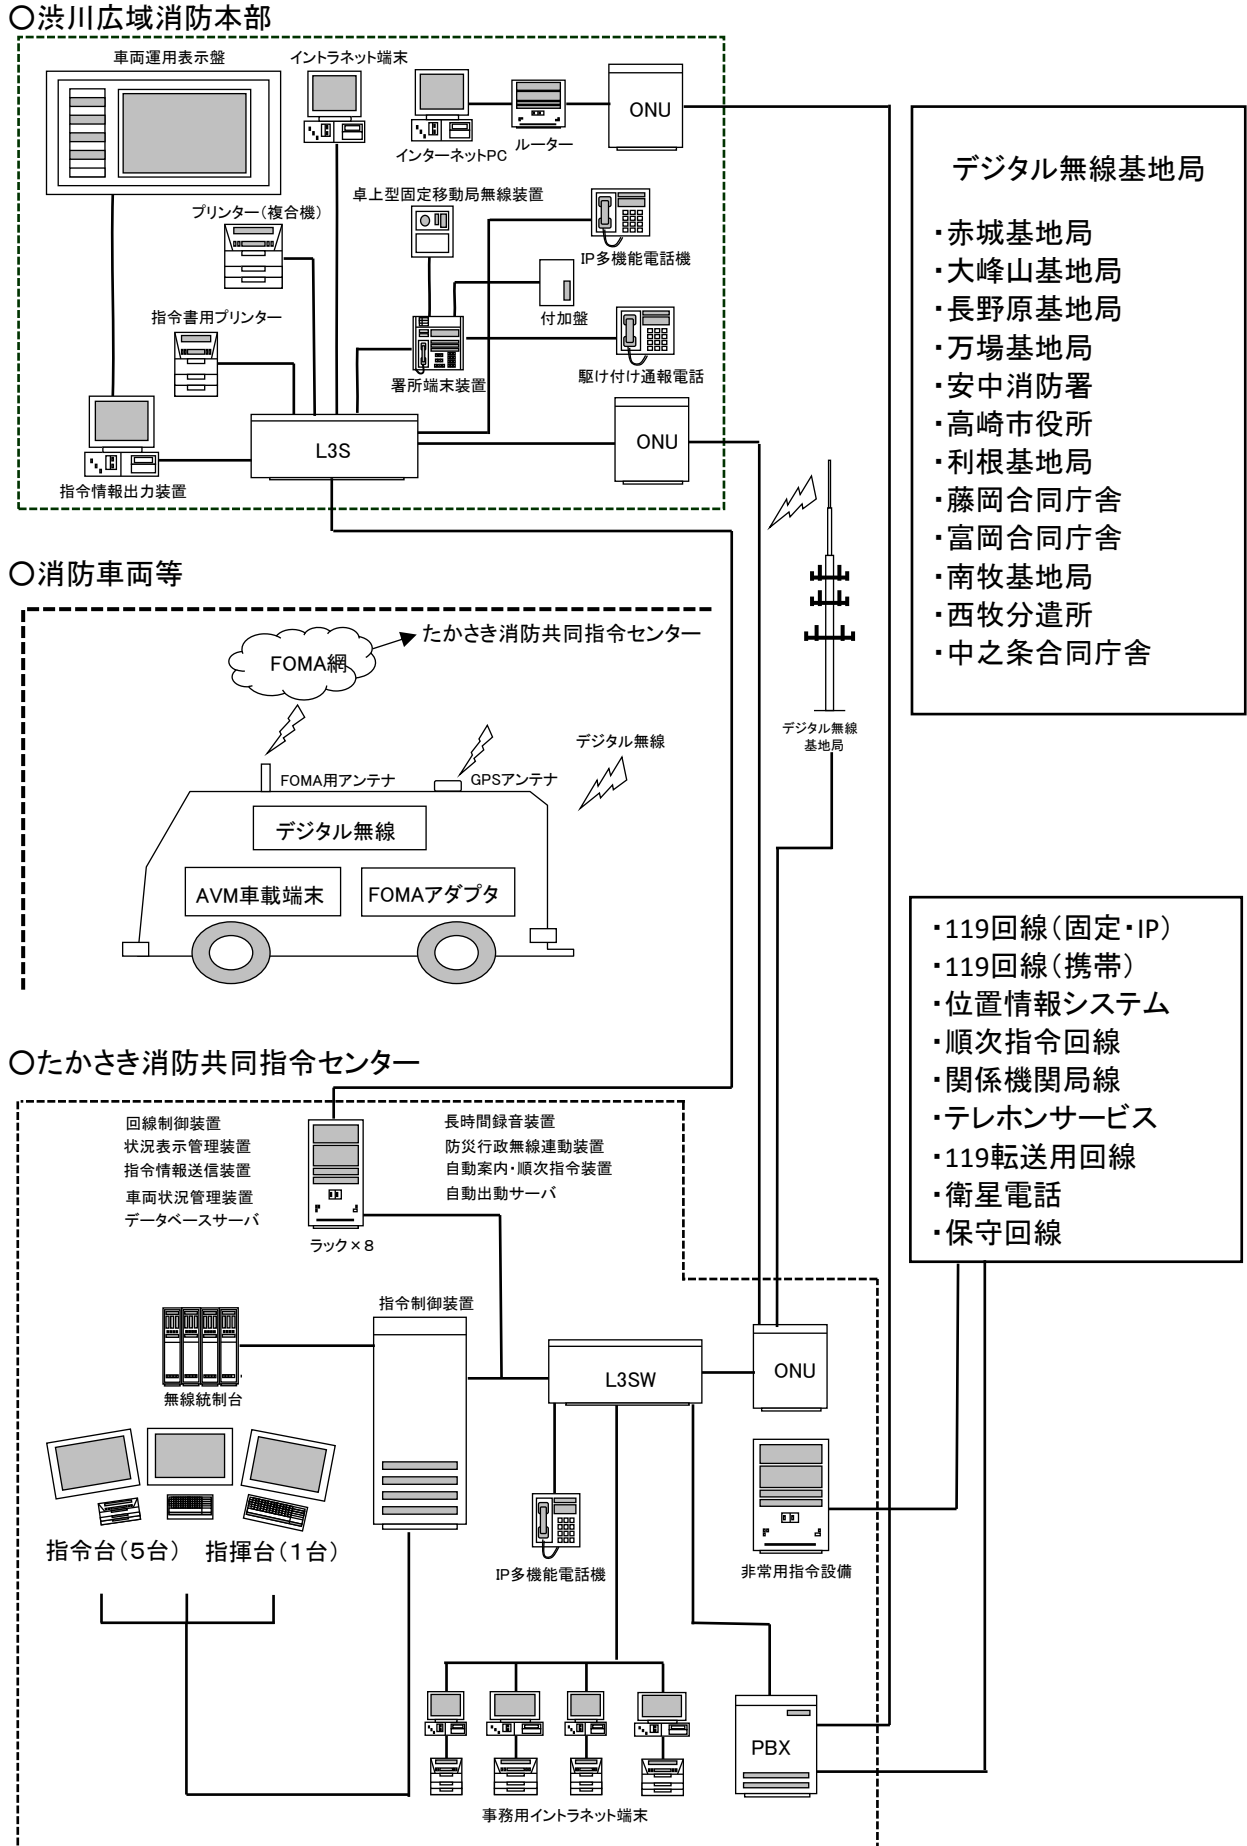 ○渋川広域消防本部
車両運用表示盤
イントラネット端末
インターネットPC
ルーター
ONU
卓上型固定移動局無線装置
プリンター(複合機)
IP多機能電話機
付加盤
指令書用プリンター
署所端末装置
駆け付け通報電話
L3S
ONU
指令情報出力装置
デジタル無線基地局
・赤城基地局
・大峰山基地局
・長野原基地局
・万場基地局
・安中消防署
・高崎市役所
・利根基地局
・藤岡合同庁舎
・富岡合同庁舎
・南牧基地局
・西牧分遣所
・中之条合同庁舎
○消防車両等
たかさき消防共同指令センター
FOMA網
デジタル無線
基地局
デジタル無線
FOMA用アンテナ
GPSアンテナ
デジタル無線
AVM車載端末
FOMAアダプタ
・119回線(固定・IP)
・119回線(携帯)
・位置情報システム
・順次指令回線
・関係機関局線
・テレホンサービス
・119転送用回線
・衛星電話
・保守回線
○たかさき消防共同指令センター
回線制御装置
状況表示管理装置
指令情報送信装置
車両状況管理装置
データベースサーバ
長時間録音装置
防災行政無線連動装置
自動案内・順次指令装置
自動出動サーバ
ラック×8
指令制御装置
無線統制台
L3SW
ONU
指令台(5台)
指揮台(1台)
IP多機能電話機
非常用指令設備
PBX
事務用イントラネット端末